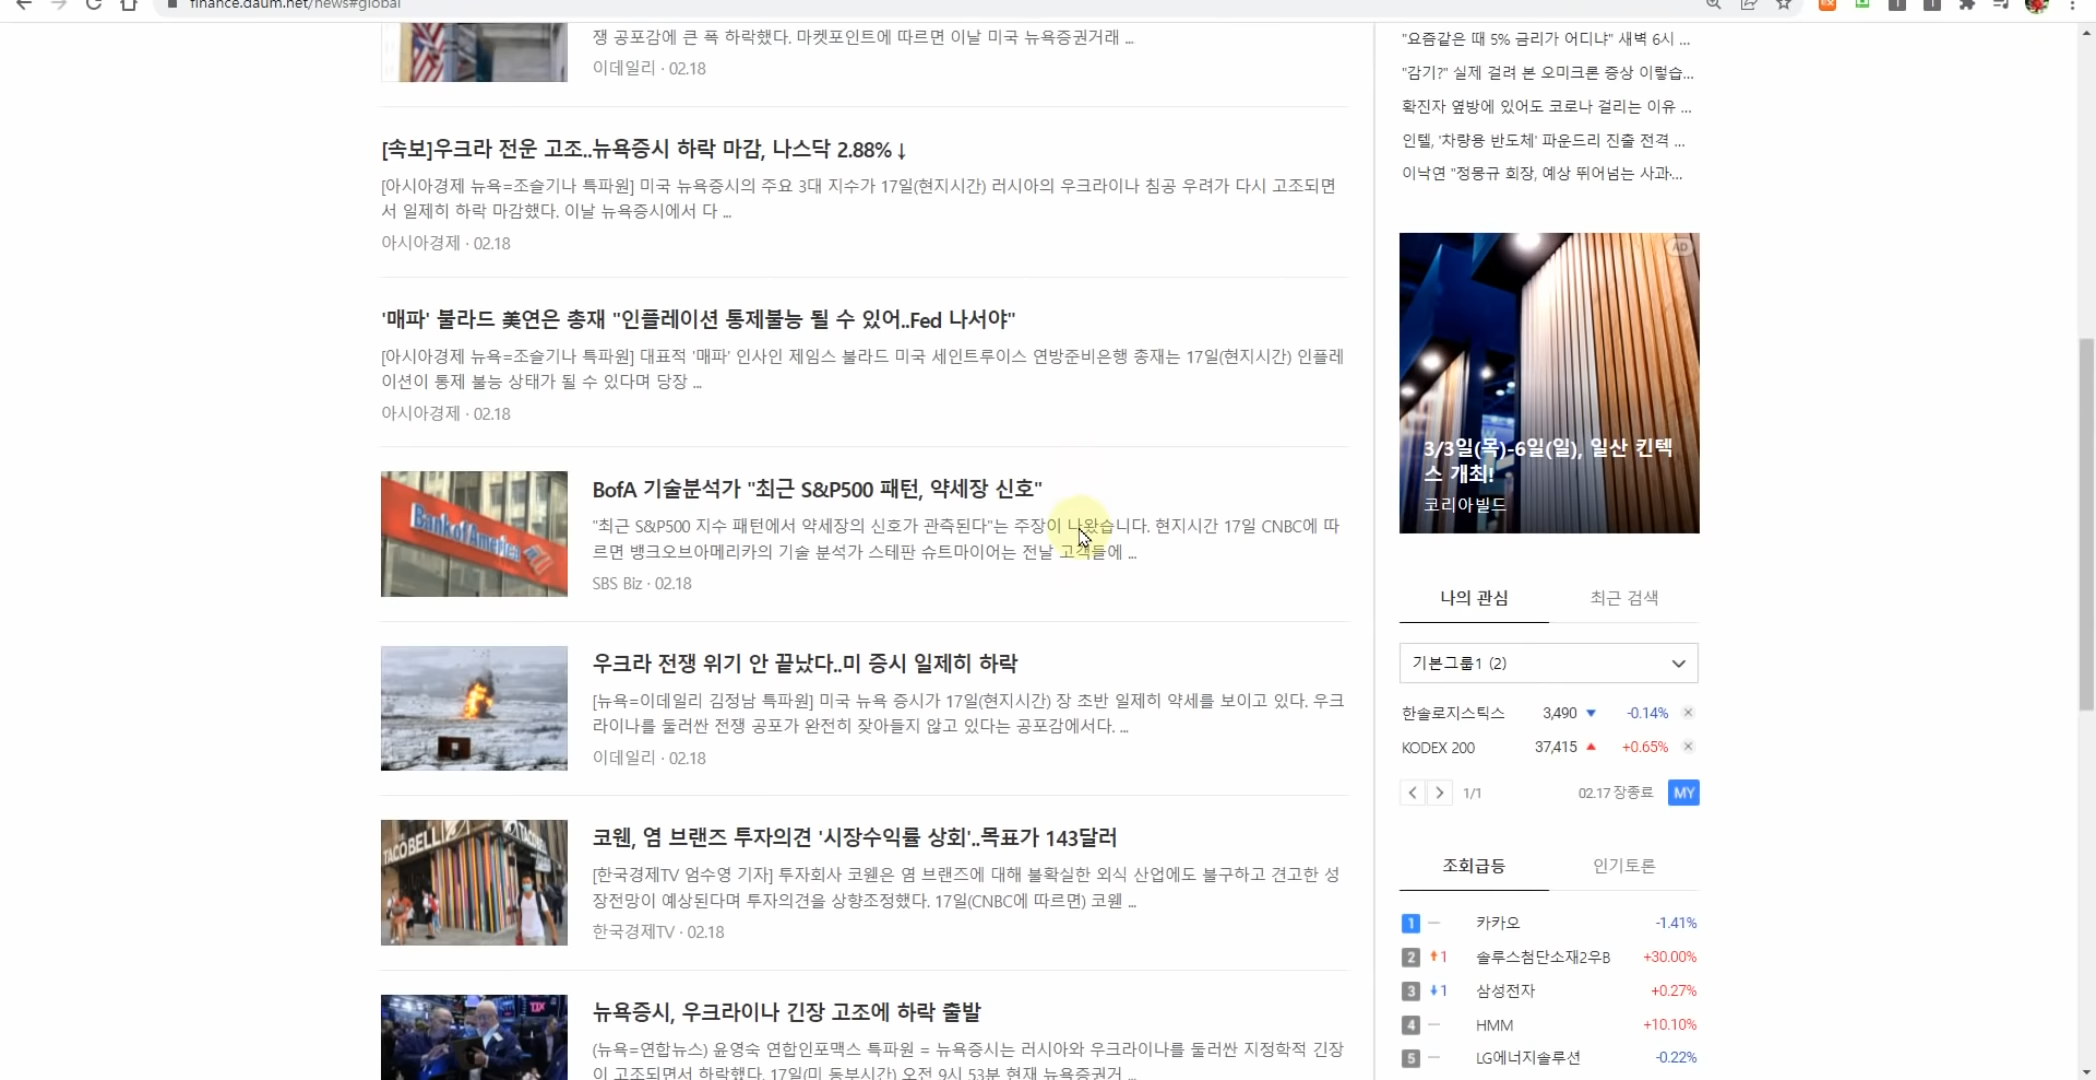 finance.daum.net/news#global
쟁 공포감에 큰 폭 하락했다. 마켓포인트에 따르면 이날 미국 뉴욕증권거래 ...
이데일리 · 02.18
[속보]우크라 전운 고조..뉴욕증시 하락 마감, 나스닥 2.88%↓
[아시아경제 뉴욕=조슬기나 특파원] 미국 뉴욕증시의 주요 3대 지수가 17일(현지시간) 러시아의 우크라이나 침공 우려가 다시 고조되면
서 일제히 하락 마감했다. 이날 뉴욕증시에서 다 ...
아시아경제 · 02.18
'매파' 불라드 美연은 총재 "인플레이션 통제불능 될 수 있어..Fed 나서야"
[아시아경제 뉴욕=조슬기나 특파원] 대표적 '매파' 인사인 제임스 불라드 미국 세인트루이스 연방준비은행 총재는 17일(현지시간) 인플레
이션이 통제 불능 상태가 될 수 있다며 당장 ...
아시아경제 · 02.18
Bank of America
BofA 기술분석가 "최근 S&P500 패턴, 약세장 신호"
"최근 S&P500 지수 패턴에서 약세장의 신호가 관측된다"는 주장이 나왔습니다. 현지시간 17일 CNBC에 따
르면 뱅크오브아메리카의 기술 분석가 스테판 슈트마이어는 전날 고객들에 ...
SBS Biz · 02.18
우크라 전쟁 위기 안 끝났다..미 증시 일제히 하락
[뉴욕=이데일리 김정남 특파원] 미국 뉴욕 증시가 17일(현지시간) 장 초반 일제히 약세를 보이고 있다. 우크
라이나를 둘러싼 전쟁 공포가 완전히 잦아들지 않고 있다는 공포감에서다. ...
이데일리 · 02.18
TACO BELL
코웬, 염 브랜즈 투자의견 '시장수익률 상회'..목표가 143달러
[한국경제TV 엄수영 기자] 투자회사 코웬은 염 브랜즈에 대해 불확실한 외식 산업에도 불구하고 견고한 성
장전망이 예상된다며 투자의견을 상향조정했다. 17일(CNBC에 따르면) 코웬 ...
한국경제TV · 02.18
뉴욕증시, 우크라이나 긴장 고조에 하락 출발
(뉴욕=연합뉴스) 윤영숙 연합인포맥스 특파원 = 뉴욕증시는 러시아와 우크라이나를 둘러싼 지정학적 긴장
이 고조되면서 하락했다. 17일(미 동부시간) 오전 9시 53분 현재 뉴욕증권거 ...
"요즘같은 때 5% 금리가 어디냐" 새벽 6시 ...
"감기?" 실제 걸려 본 오미크론 증상 이렇습...
확진자 옆방에 있어도 코로나 걸리는 이유 ...
인텔, '차량용 반도체' 파운드리 진출 전격 ...
이낙연 "정몽규 회장, 예상 뛰어넘는 사과·...
AD
3/3일(목)-6일(일), 일산 킨텍
스 개최!
코리아빌드
나의 관심 최근 검색
기본그룹1 (2)
한솔로지스틱스 3,490 ▼ -0.14% ×
KODEX 200 37,415 ▲ +0.65% ×
< > 1/1 02.17 장종료 MY
조회급등 인기토론
1 － 카카오 -1.41%
2 ↑1 솔루스첨단소재2우B +30.00%
3 ↓1 삼성전자 +0.27%
4 － HMM +10.10%
5 － LG에너지솔루션 -0.22%